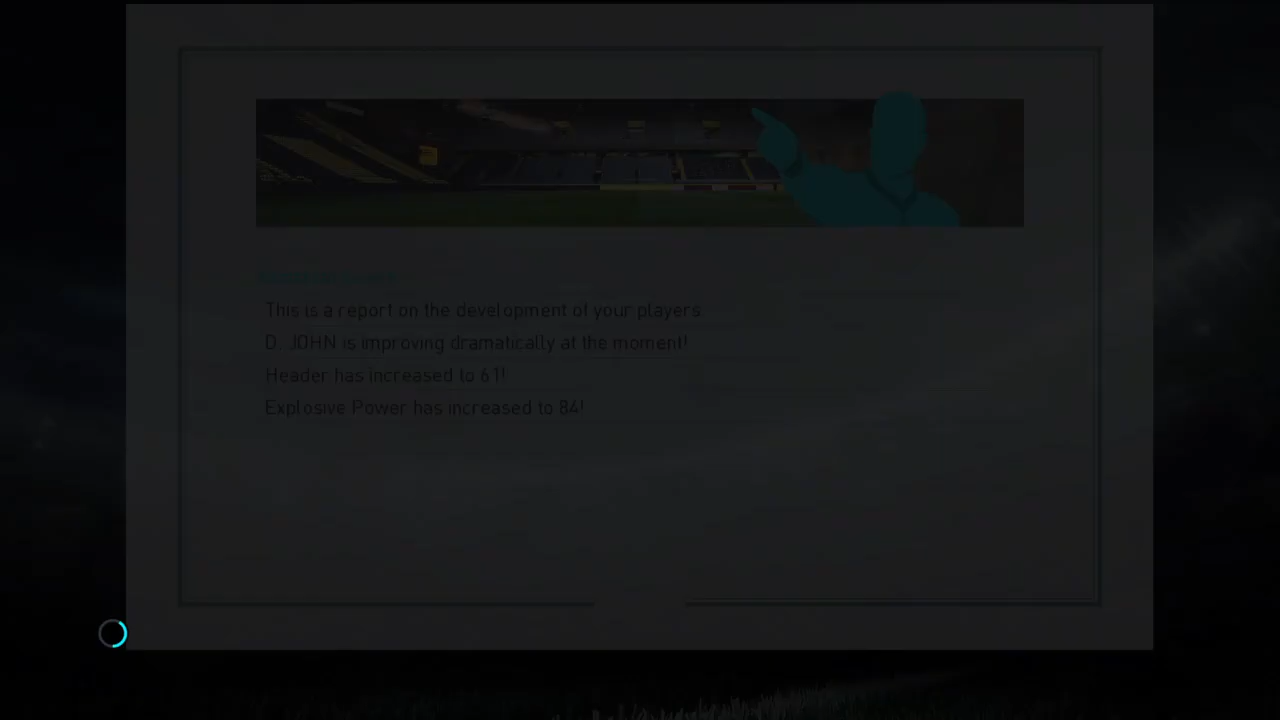 This is a report on the development of your players
D. JOHN is improving dramatically at the moment!
Header has increased to 61!
Explosive Power has increased to 84!